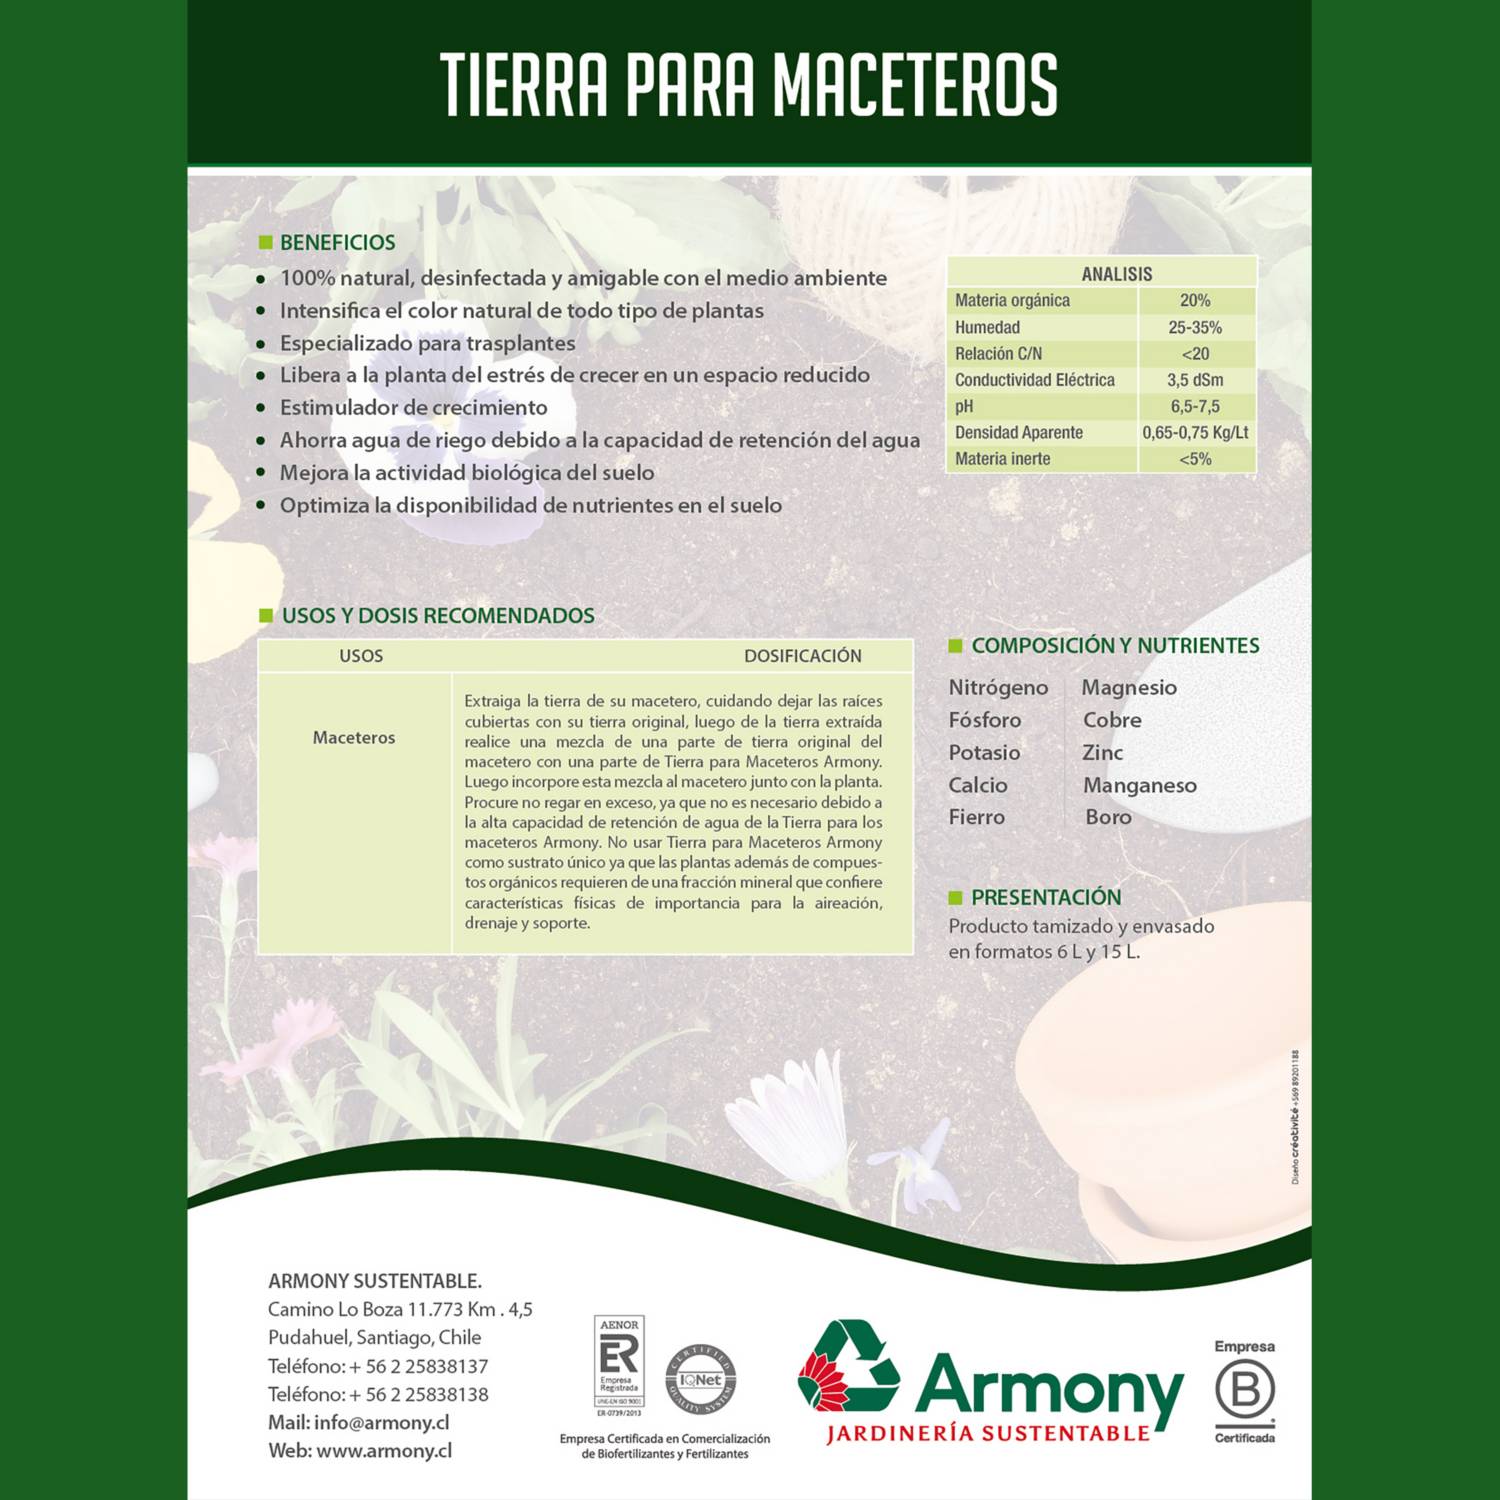 TIERRA PARA MACETEROS
BENEFICIOS
• 100% natural, desinfectada y amigable con el medio ambiente
• Intensifica el color natural de todo tipo de plantas
• Especializado para trasplantes
• Libera a la planta del estrés de crecer en un espacio reducido
• Estimulador de crecimiento
• Ahorra agua de riego debido a la capacidad de retención del agua
• Mejora la actividad biológica del suelo
• Optimiza la disponibilidad de nutrientes en el suelo
ANALISIS
Materia orgánica 20%
Humedad 25-35%
Relación C/N <20
Conductividad Eléctrica 3,5 dSm
pH 6,5-7,5
Densidad Aparente 0,65-0,75 Kg/Lt
Materia inerte <5%
USOS Y DOSIS RECOMENDADOS
USOS DOSIFICACIÓN
Maceteros
Extraiga la tierra de su macetero, cuidando dejar las raíces
cubiertas con su tierra original, luego de la tierra extraída
realice una mezcla de una parte de tierra original del
macetero con una parte de Tierra para Maceteros Armony.
Luego incorpore esta mezcla al macetero junto con la planta.
Procure no regar en exceso, ya que no es necesario debido a
la alta capacidad de retención de agua de la Tierra para los
maceteros Armony. No usar Tierra para Maceteros Armony
como sustrato único ya que las plantas además de compues-
tos orgánicos requieren de una fracción mineral que confiere
características físicas de importancia para la aireación,
drenaje y soporte.
COMPOSICIÓN Y NUTRIENTES
Nitrógeno Magnesio
Fósforo Cobre
Potasio Zinc
Calcio Manganeso
Fierro Boro
PRESENTACIÓN
Producto tamizado y envasado
en formatos 6 L y 15 L.
Diseño créativité +569 89201188
ARMONY SUSTENTABLE.
Camino Lo Boza 11.773 Km . 4,5
Pudahuel, Santiago, Chile
Teléfono: + 56 2 25838137
Teléfono: + 56 2 25838138
Mail: info@armony.cl
Web: www.armony.cl
AENOR
ER
Empresa
Registrada
UNE-EN ISO 9001
ER-0739/2013
CERTIFIED
IQNet
QUALITY SYSTEM
Empresa Certificada en Comercialización
de Biofertilizantes y Fertilizantes
Armony
JARDINERÍA SUSTENTABLE
Empresa
B
Certificada